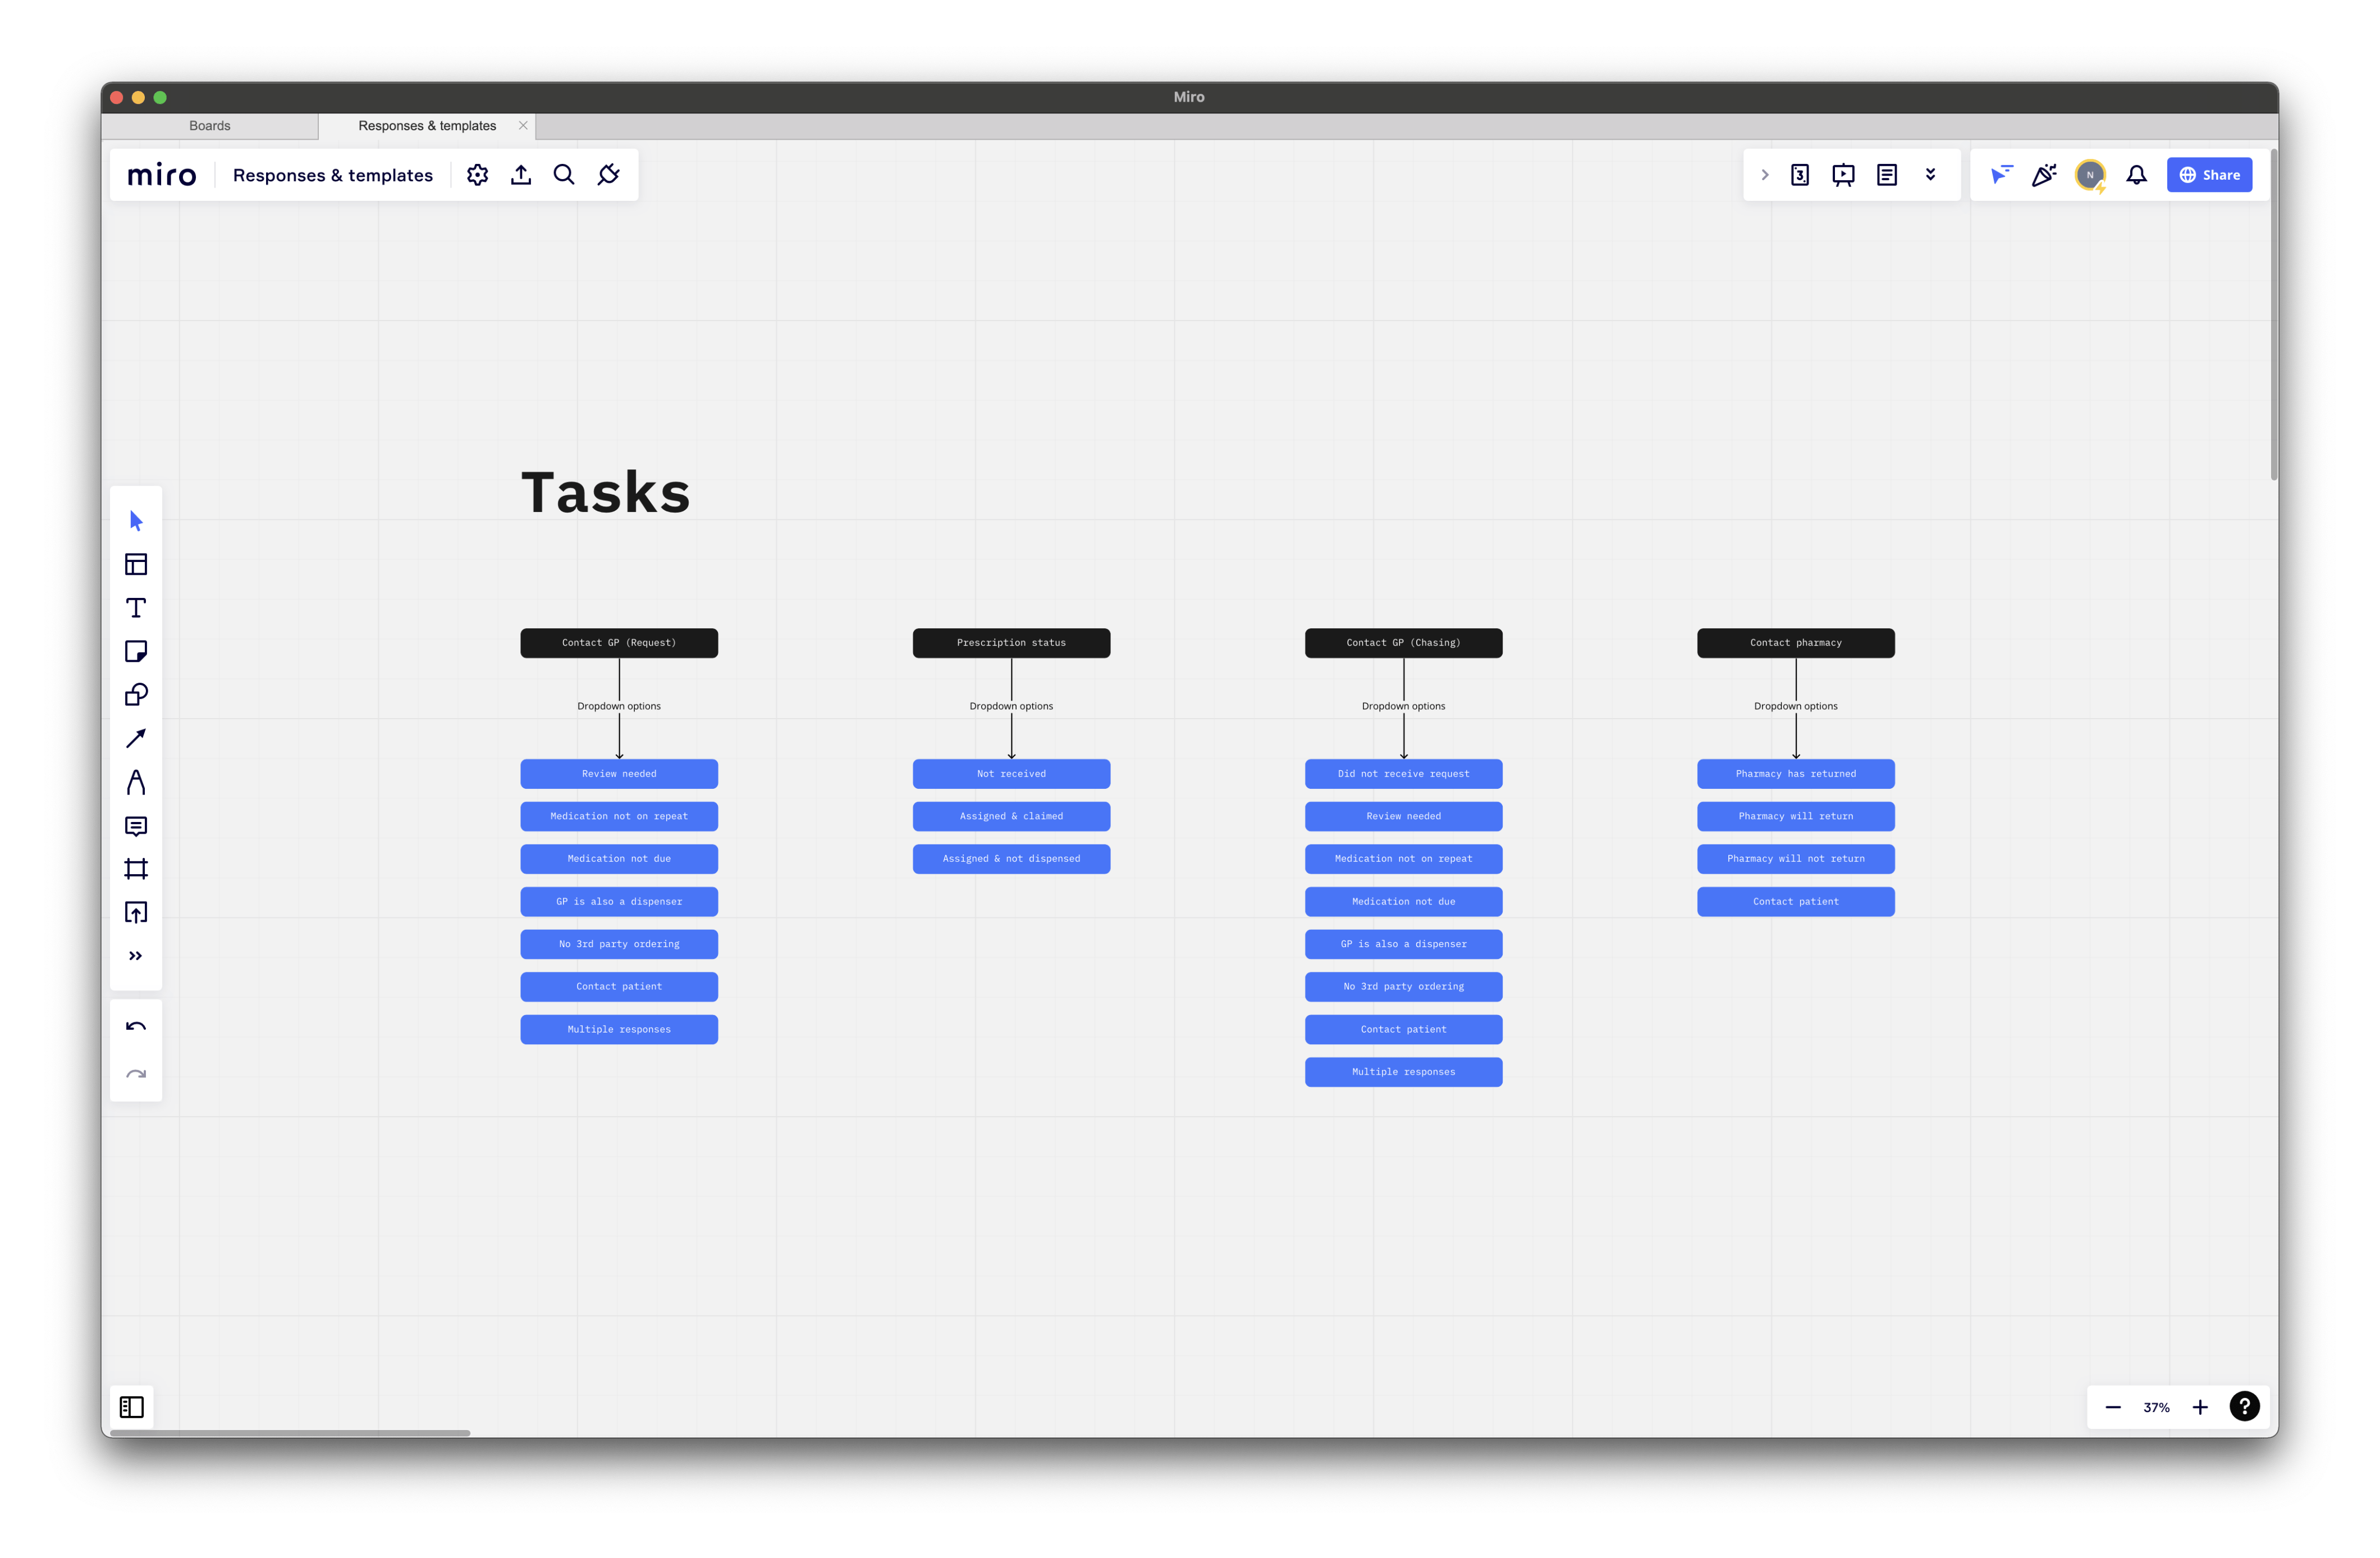 Miro
Boards
Responses & templates
miro
Responses & templates
3
N
Share
Tasks
Contact GP (Request)
Dropdown options
Review needed
Medication not on repeat
Medication not due
GP is also a dispenser
No 3rd party ordering
Contact patient
Multiple responses
Prescription status
Dropdown options
Not received
Assigned & claimed
Assigned & not dispensed
Contact GP (Chasing)
Dropdown options
Did not receive request
Review needed
Medication not on repeat
Medication not due
GP is also a dispenser
No 3rd party ordering
Contact patient
Multiple responses
Contact pharmacy
Dropdown options
Pharmacy has returned
Pharmacy will return
Pharmacy will not return
Contact patient
37%
?